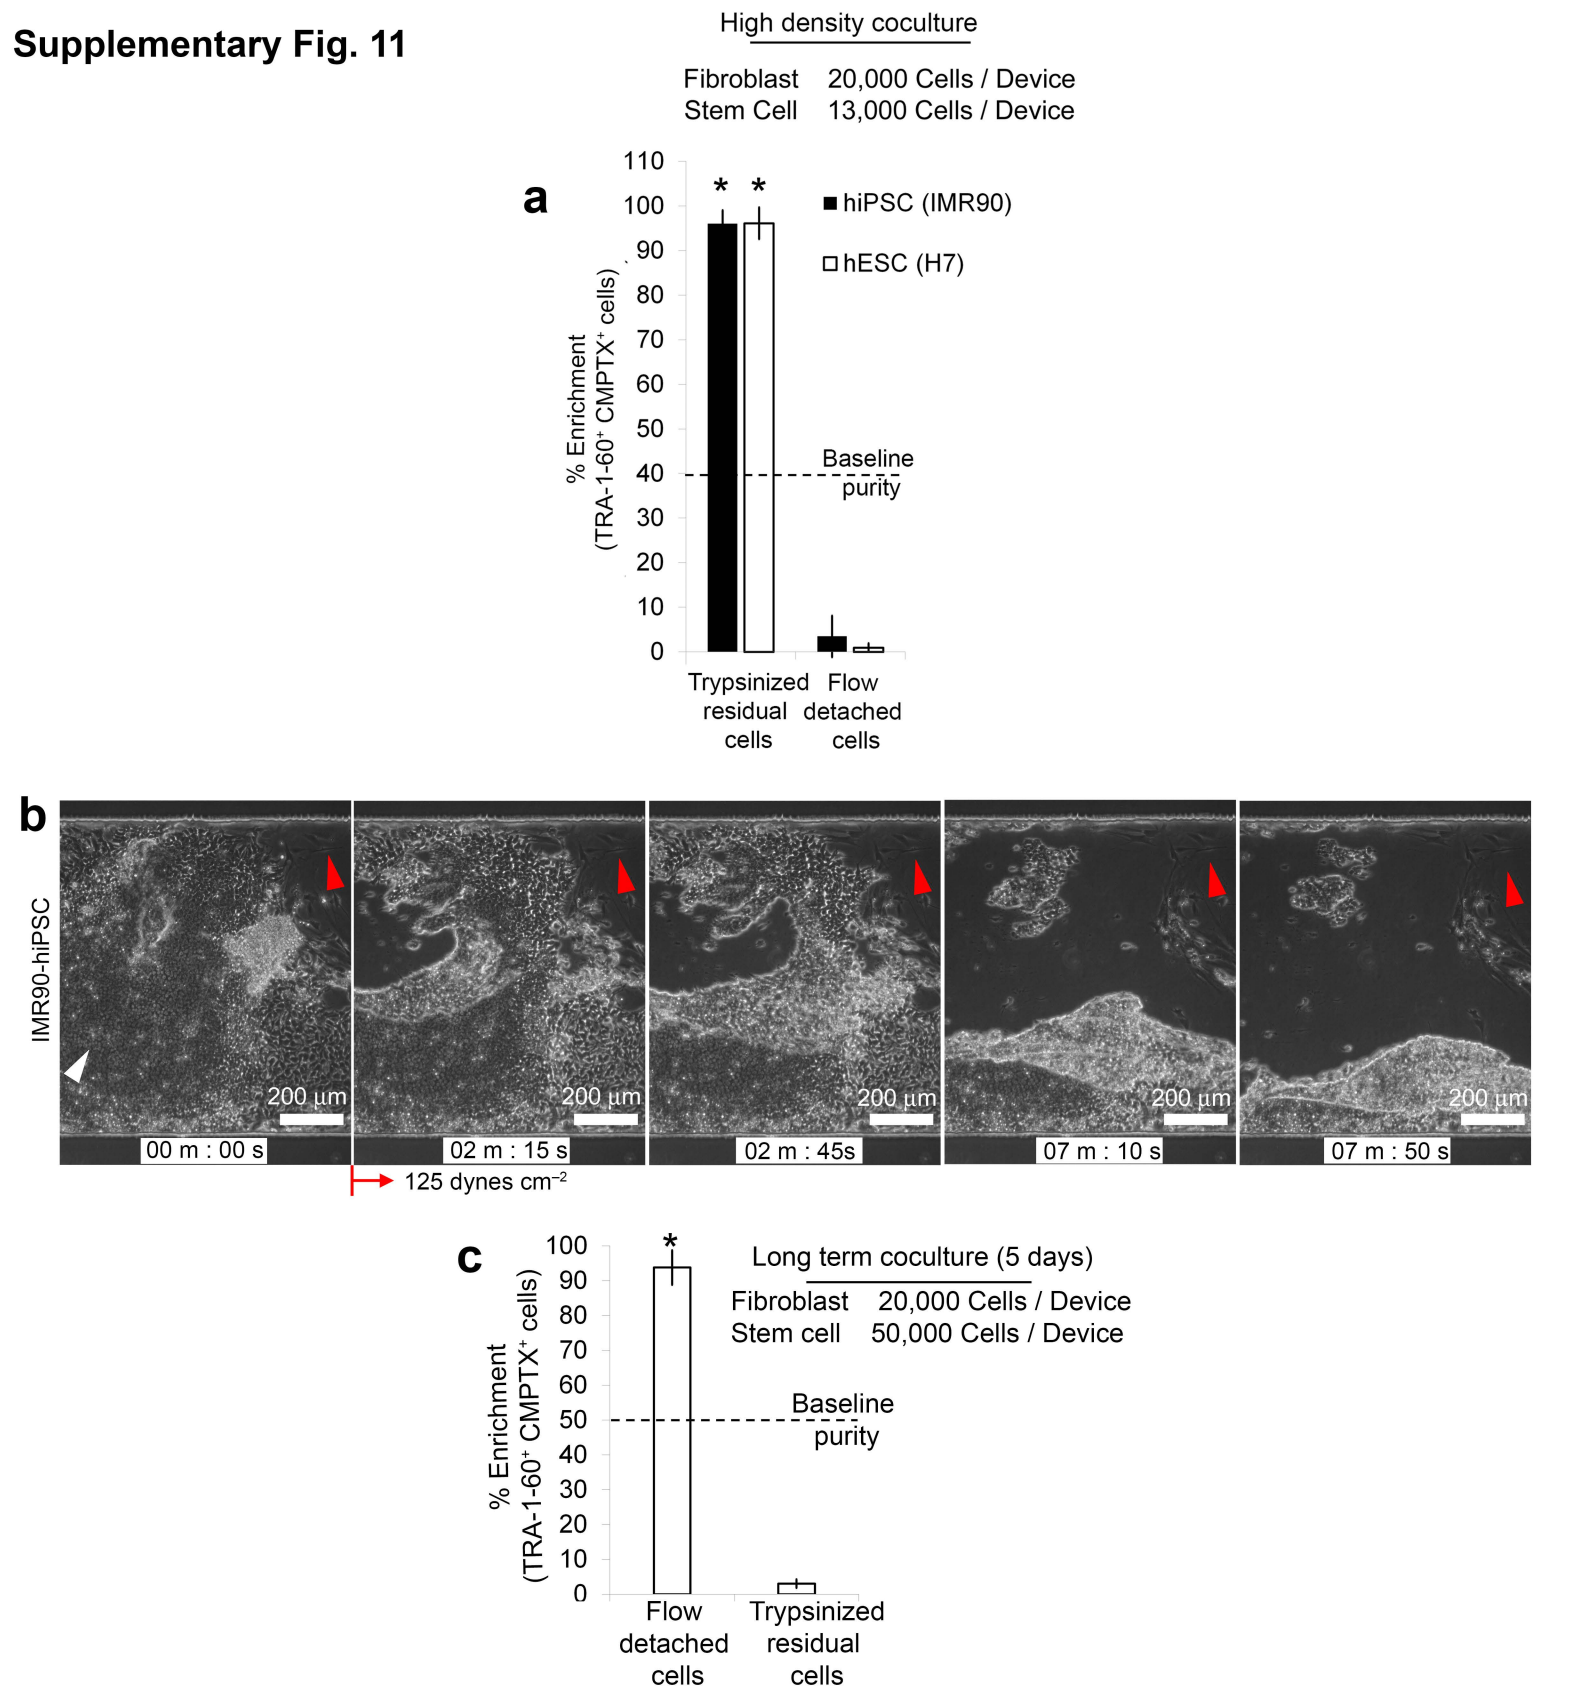 Supplementary Fig. 11
High density coculture
Fibroblast 20,000 Cells / Device
Stem Cell 13,000 Cells / Device
a
110
100
90
80
70
60
50
40
30
20
10
0
% Enrichment
(TRA-1-60⁺ CMPTX⁺ cells)
* *
hiPSC (IMR90)
hESC (H7)
Baseline
purity
Trypsinized
residual
cells
Flow
detached
cells
b
IMR90-hiPSC
200 µm
200 µm
200 µm
200 µm
200 µm
00 m : 00 s
02 m : 15 s
02 m : 45s
07 m : 10 s
07 m : 50 s
125 dynes cm⁻²
c
100
90
80
70
60
50
40
30
20
10
0
% Enrichment
(TRA-1-60⁺ CMPTX⁺ cells)
*
Long term coculture (5 days)
Fibroblast 20,000 Cells / Device
Stem cell 50,000 Cells / Device
Baseline
purity
Flow
detached
cells
Trypsinized
residual
cells